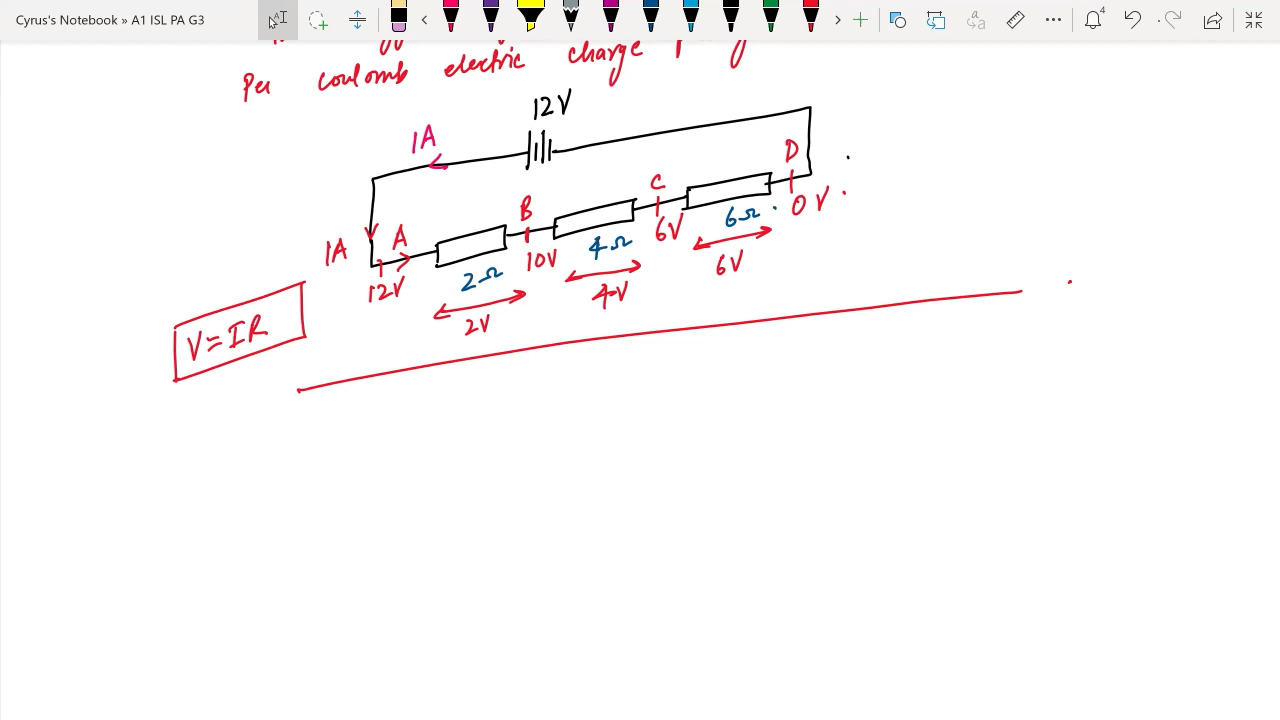 Cyrus's Notebook » A1 ISL PA G3
4
Per coulomb electric charge
12V
1A
D
C
B
0V
1A
A
6V
6Ω
4Ω
10V
6V
12V
2Ω
4V
2V
V=IR